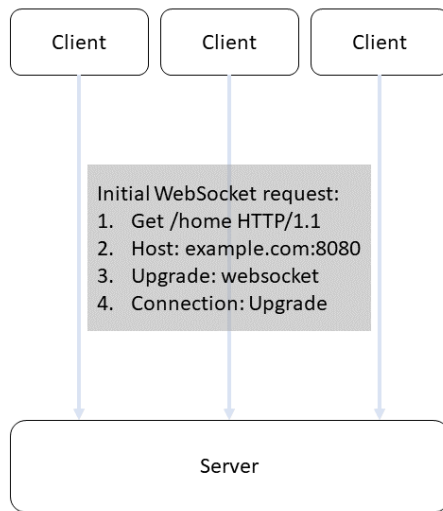 Client Client Client
Initial WebSocket request:
1. Get /home HTTP/1.1
2. Host: example.com:8080
3. Upgrade: websocket
4. Connection: Upgrade
Server